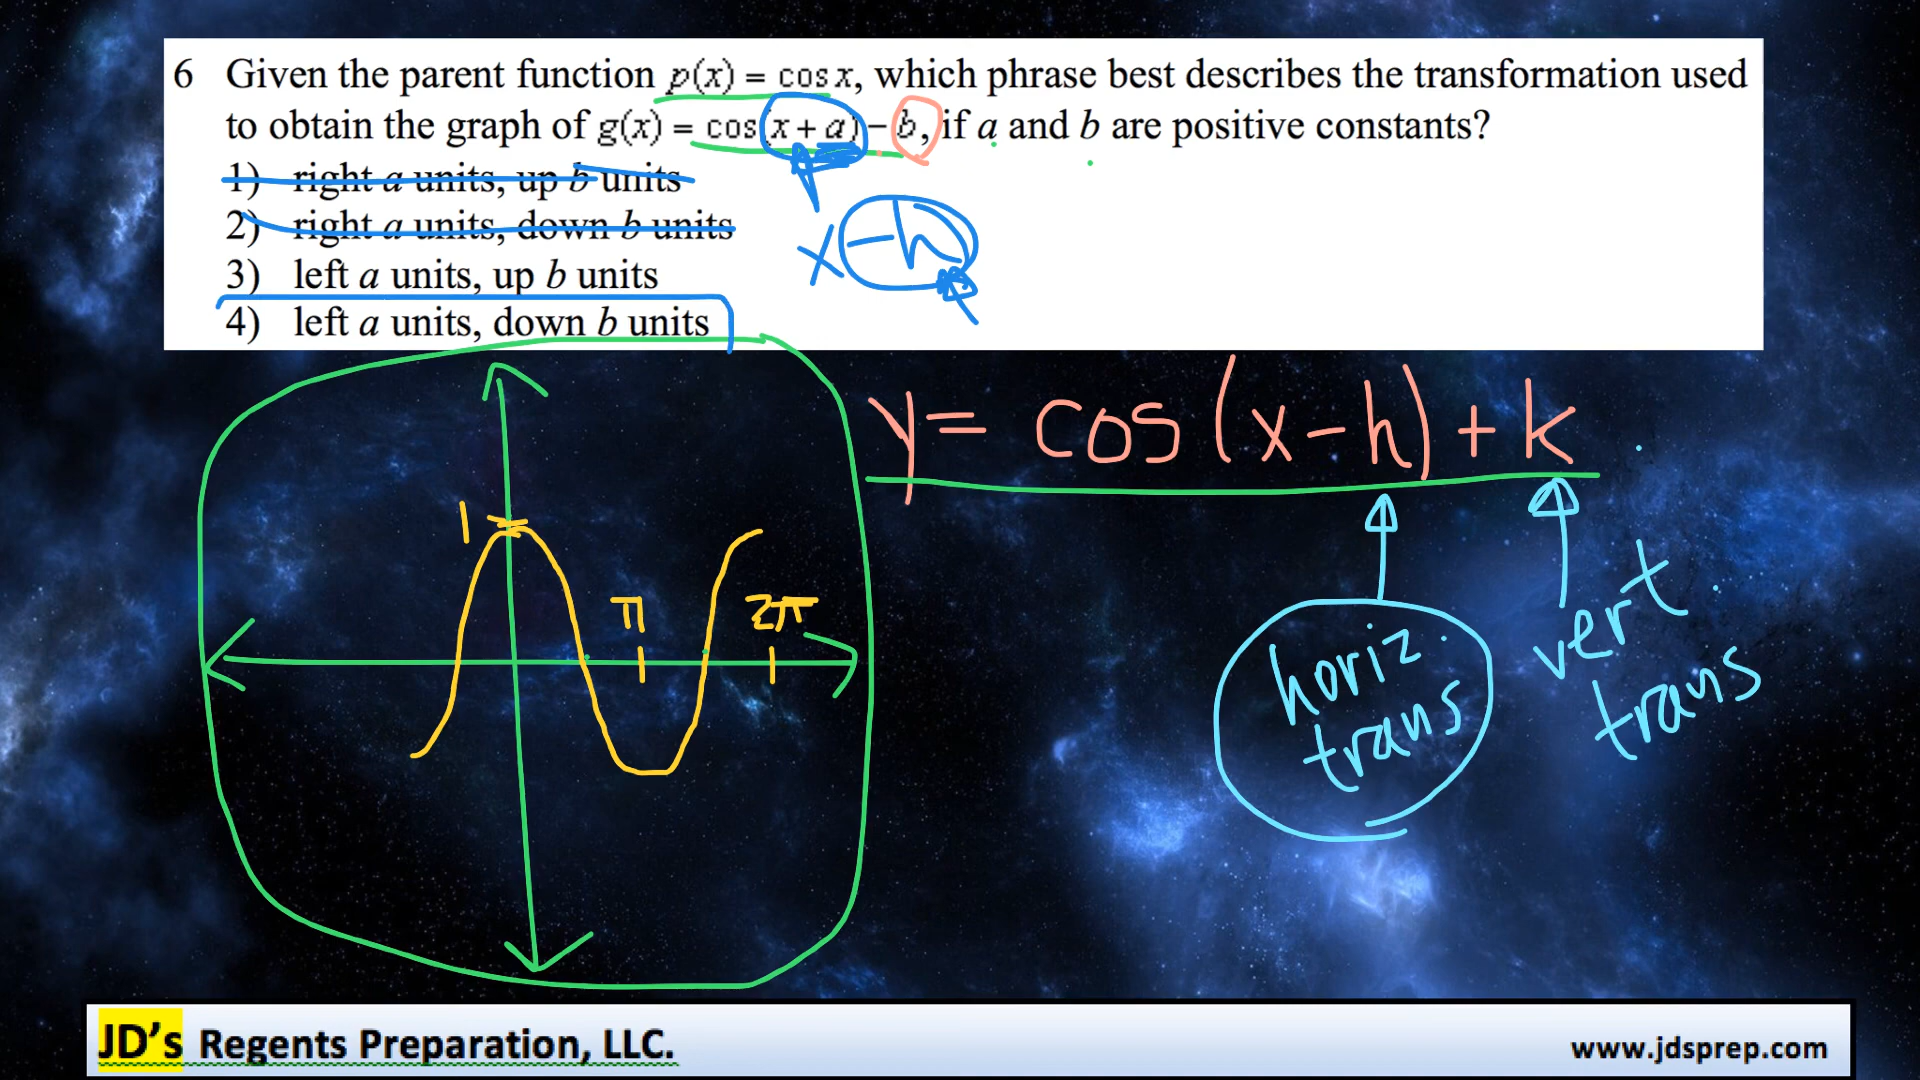 6 Given the parent function p(x) = cos x, which phrase best describes the transformation used
to obtain the graph of g(x) = cos(x + a) − b, if a and b are positive constants?
1) right a units, up b units
2) right a units, down b units
3) left a units, up b units
4) left a units, down b units
x − h
y = cos (x − h) + k
1
π
2π
horiz.
trans
vert
trans
JD's Regents Preparation, LLC.
www.jdsprep.com